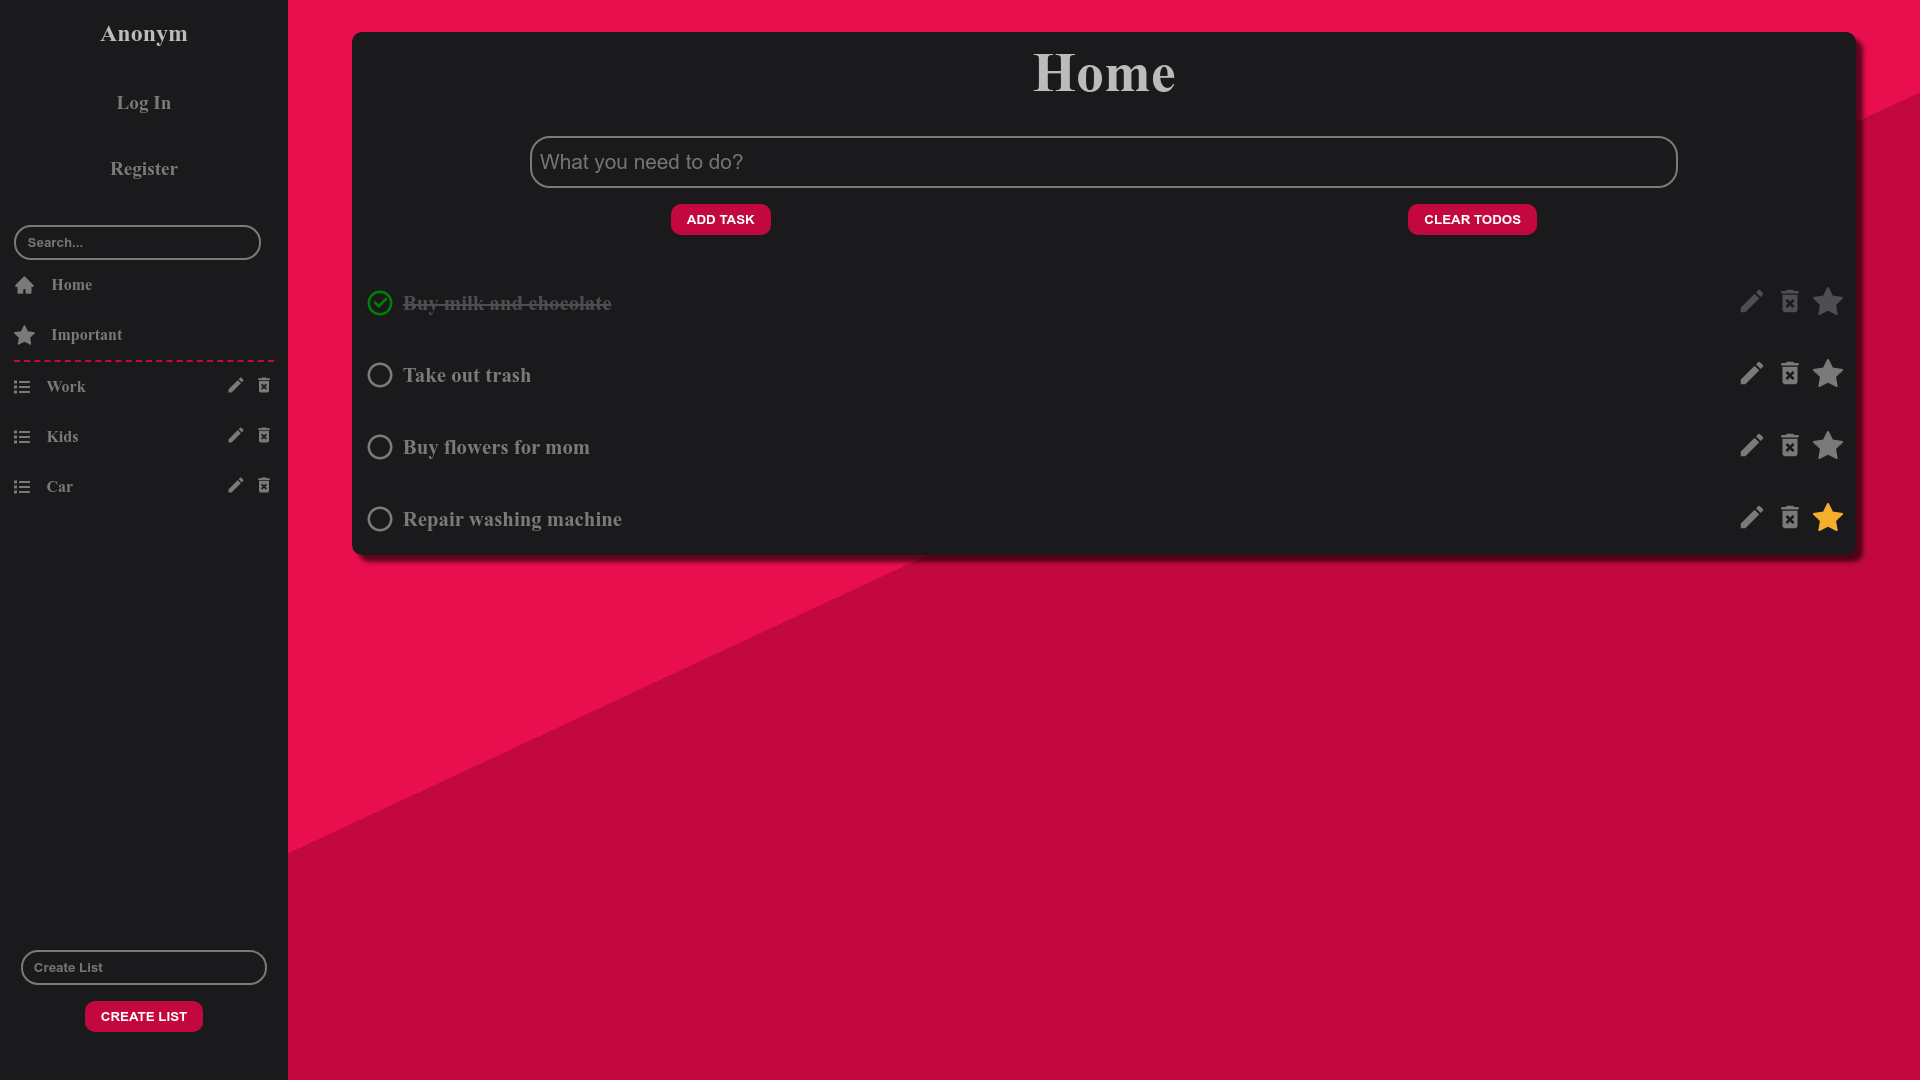 Anonym
Log In
Register
Search...
Home
Important
Work
Kids
Car
Create List
CREATE LIST
Home
What you need to do?
ADD TASK
CLEAR TODOS
Buy milk and chocolate
Take out trash
Buy flowers for mom
Repair washing machine